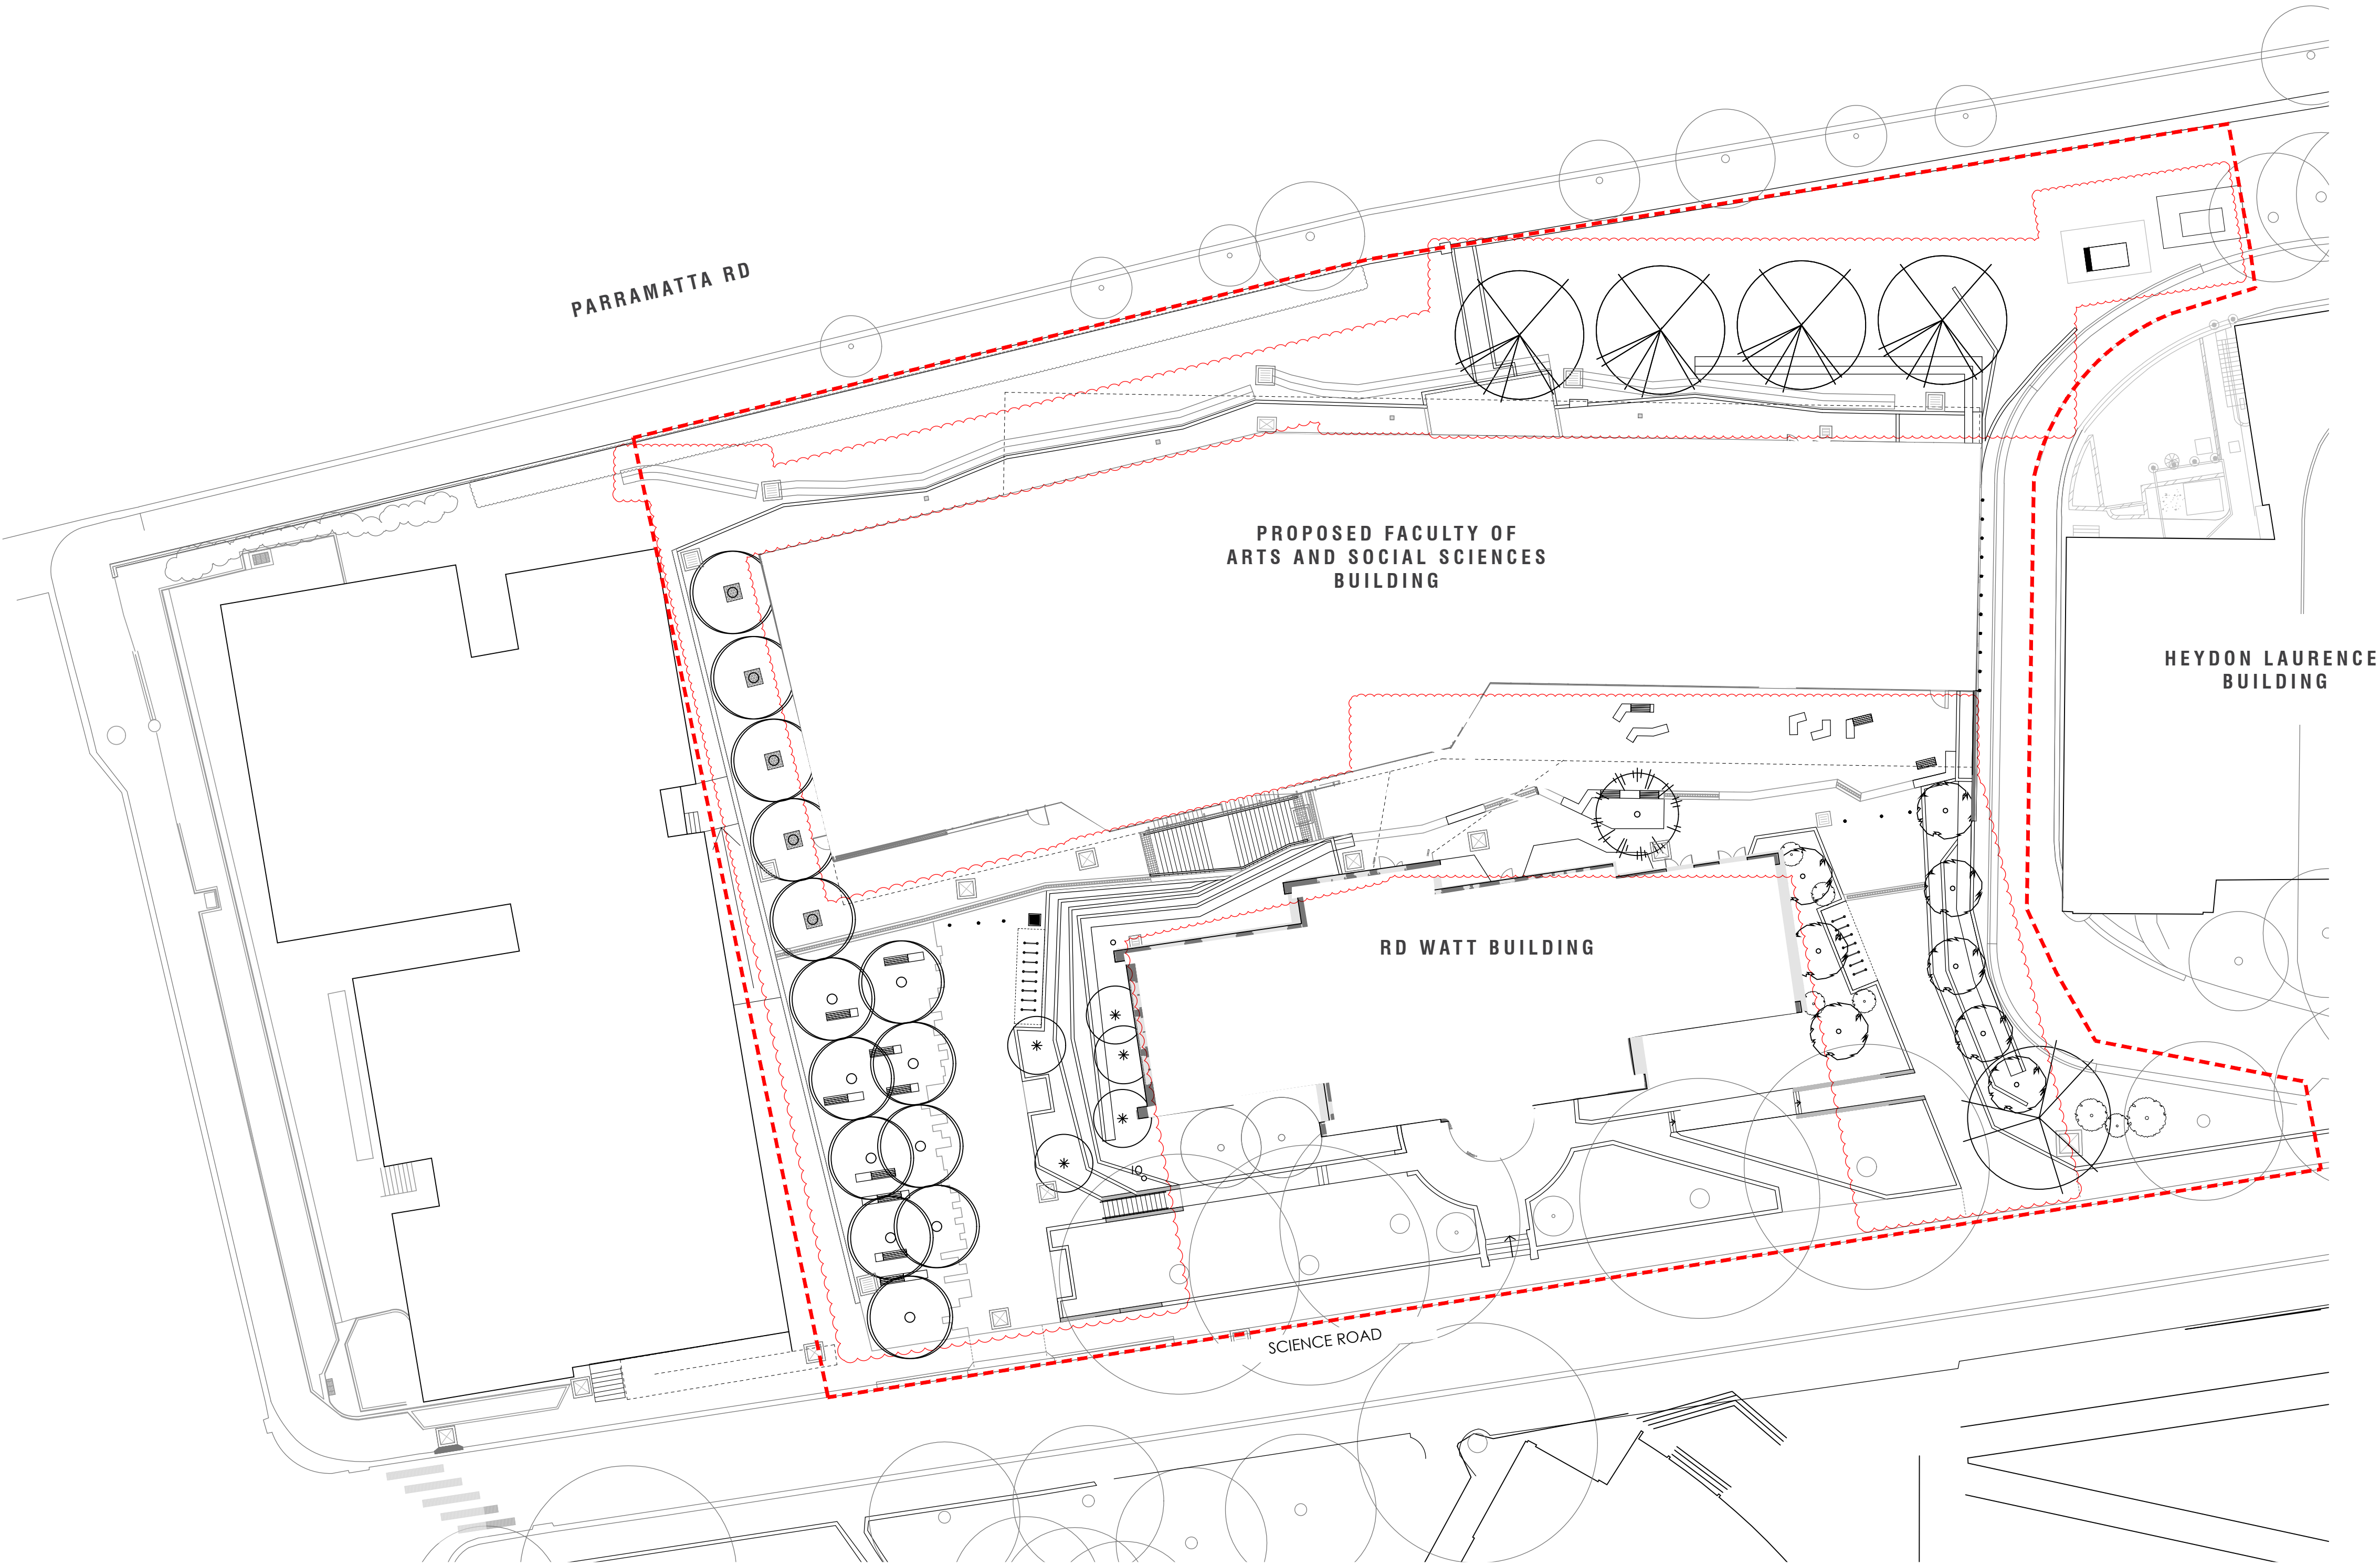 PARRAMATTA RD
PROPOSED FACULTY OF
ARTS AND SOCIAL SCIENCES
BUILDING
HEYDON LAURENCE
BUILDING
RD WATT BUILDING
SCIENCE ROAD